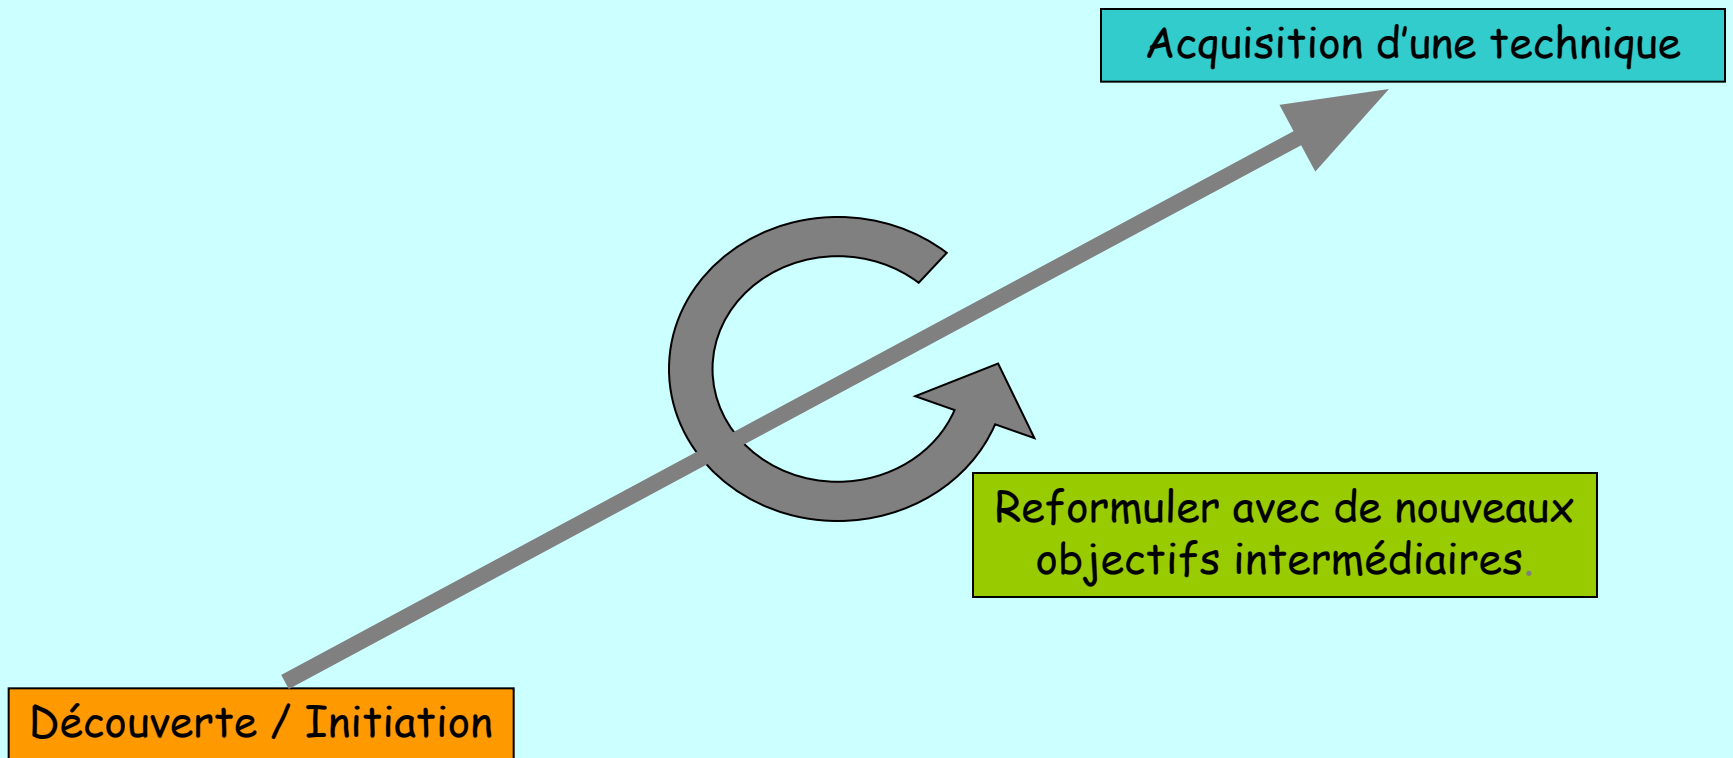 Acquisition d’une technique
Reformuler avec de nouveaux
objectifs intermédiaires.
Découverte / Initiation